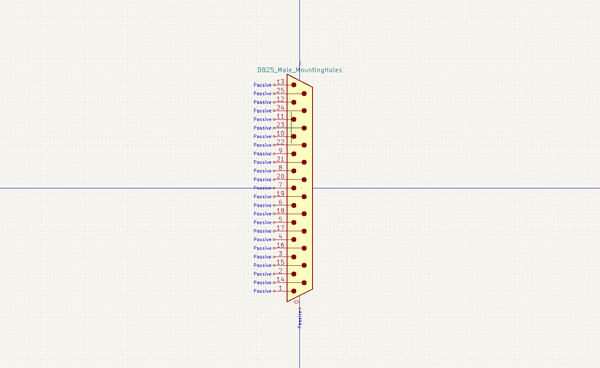 DB25_Male_MountingHoles
Passive 13
Passive 25
Passive 12
Passive 24
Passive 11
Passive 23
Passive 10
Passive 22
Passive 9
Passive 21
Passive 8
Passive 20
Passive 7
Passive 19
Passive 6
Passive 18
Passive 5
Passive 17
Passive 4
Passive 16
Passive 3
Passive 15
Passive 2
Passive 14
Passive 1
0
Passive